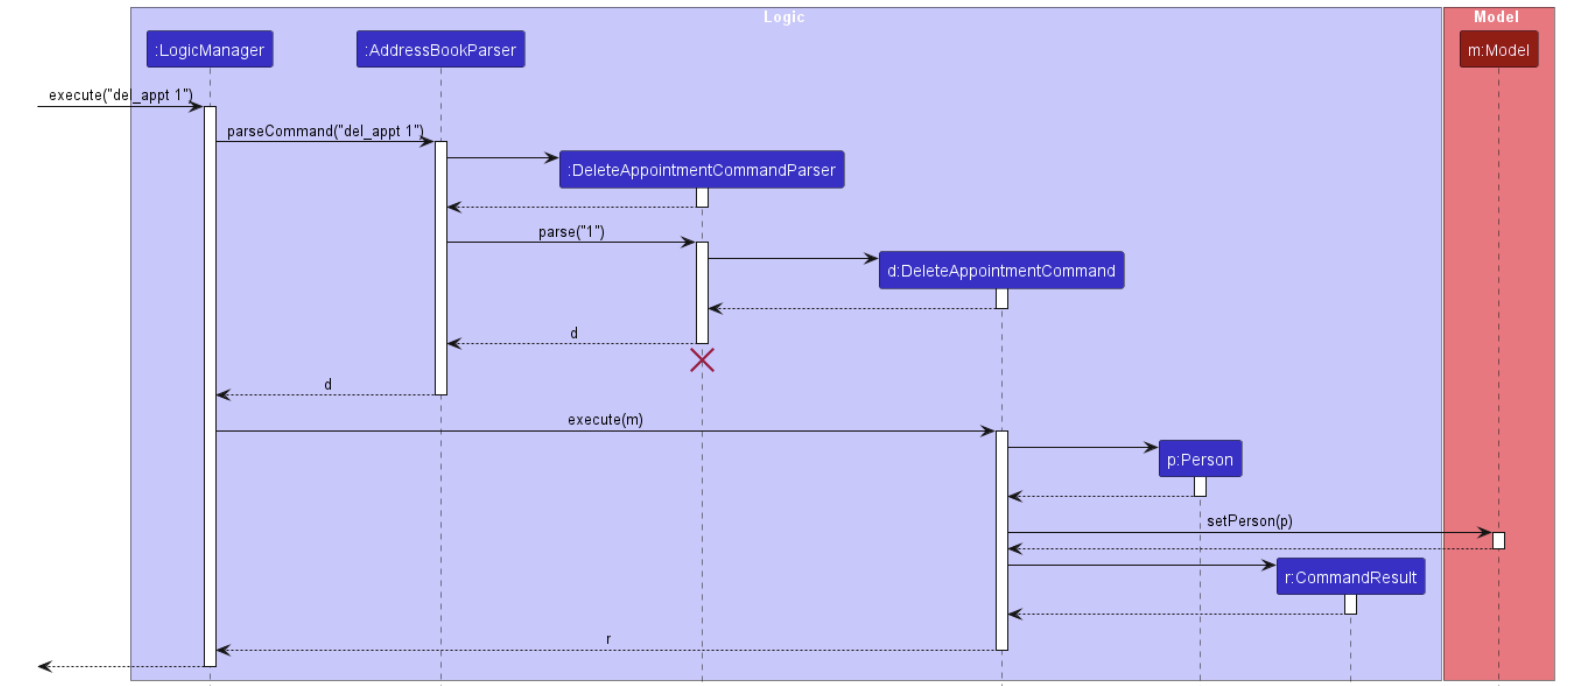 Logic
Model
:LogicManager
:AddressBookParser
m:Model
execute("del_appt 1")
parseCommand("del_appt 1")
:DeleteAppointmentCommandParser
parse("1")
d:DeleteAppointmentCommand
d
d
execute(m)
p:Person
setPerson(p)
r:CommandResult
r